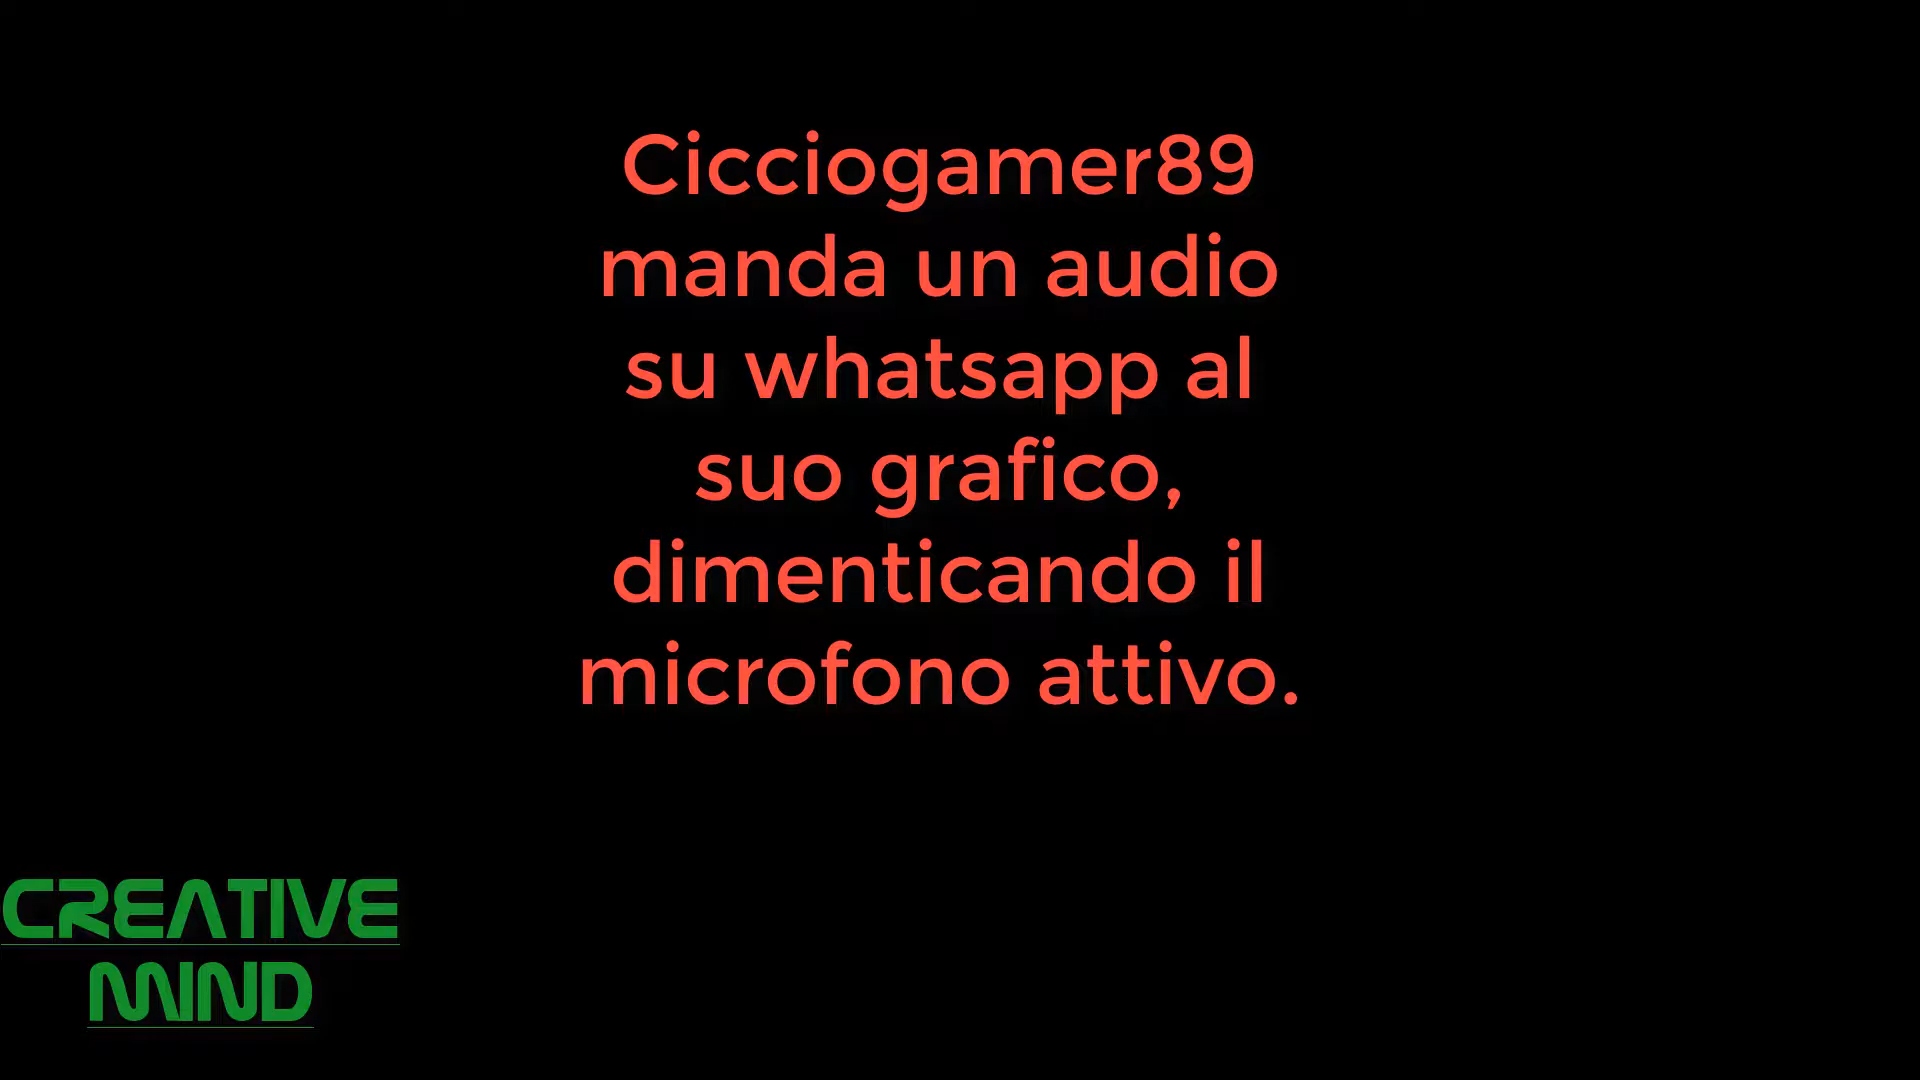 Cicciogamer89
manda un audio
su whatsapp al
suo grafico,
dimenticando il
microfono attivo.
CREATIVE
MIND